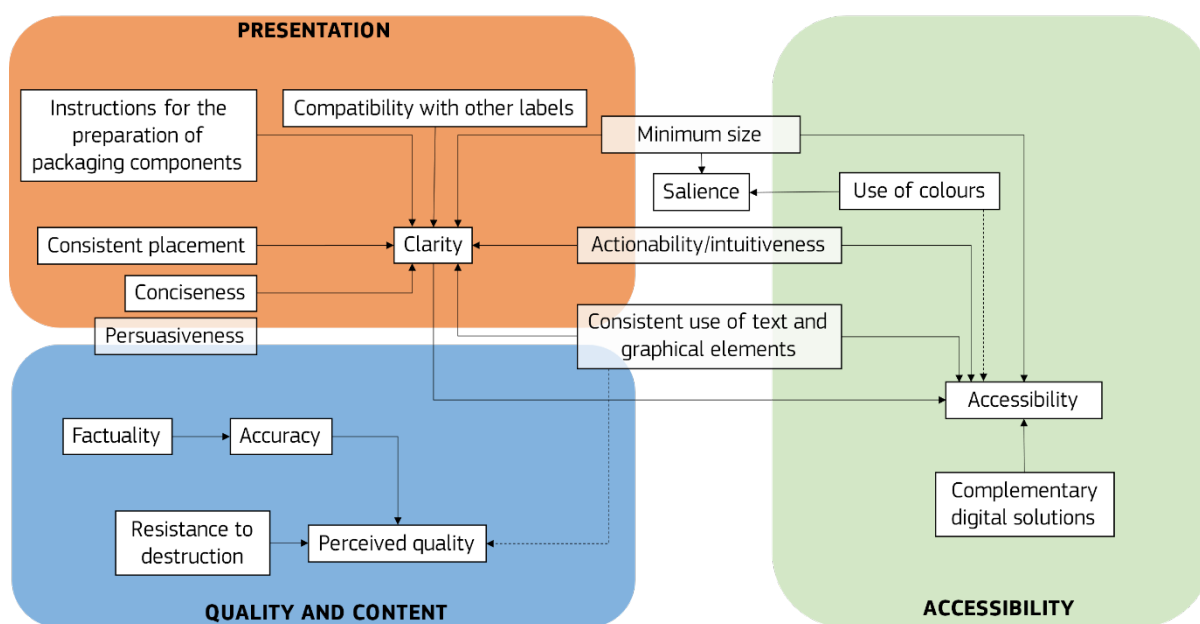 PRESENTATION
Instructions for the
preparation of
packaging components
Compatibility with other labels
Minimum size
Salience
Use of colours
Consistent placement
Clarity
Actionability/intuitiveness
Conciseness
Persuasiveness
Consistent use of text and
graphical elements
Accessibility
Factuality
Accuracy
Complementary
digital solutions
Resistance to
destruction
Perceived quality
QUALITY AND CONTENT
ACCESSIBILITY